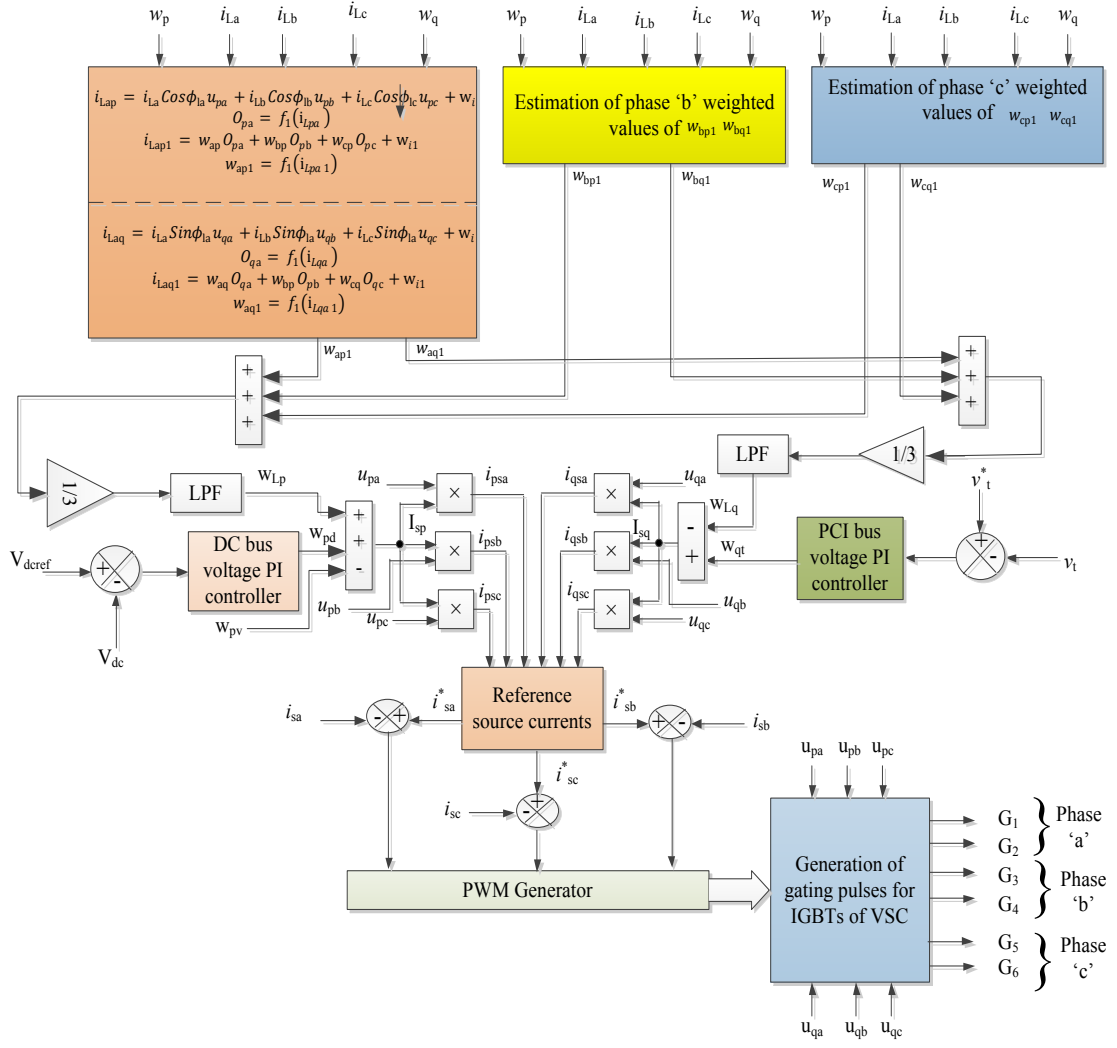 w_p i_La i_Lb i_Lc w_q w_p i_La i_Lb i_Lc w_q w_p i_La i_Lb i_Lc w_q
i_Lap = i_La Cosϕ_la u_pa + i_Lb Cosϕ_lb u_pb + i_Lc Cosϕ_lc u_pc + w_i
O_pa = f_1(i_Lpa)
i_Lap1 = w_ap O_pa + w_bp O_pb + w_cp O_pc + w_i1
w_ap1 = f_1(i_Lpa 1)
i_Laq = i_La Sinϕ_la u_qa + i_Lb Sinϕ_la u_qb + i_Lc Sinϕ_la u_qc + w_i
O_qa = f_1(i_Lqa)
i_Laq1 = w_aq O_qa + w_bp O_pb + w_cq O_qc + w_i1
w_aq1 = f_1(i_Lqa 1)
Estimation of phase ‘b’ weighted
values of w_bp1 w_bq1
Estimation of phase ‘c’ weighted
values of w_cp1 w_cq1
w_bp1 w_bq1 w_cp1 w_cq1
w_ap1 w_aq1
+
+
+
+
+
+
1/3
LPF
w_Lp
u_pa
×
i_psa
i_qsa
×
u_qa
w_Lq
LPF
1/3
v*_t
V_dcref
+
-
V_dc
DC bus
voltage PI
controller
w_pd
w_pv
+
+
-
I_sp
u_pb
u_pc
×
i_psb
×
i_psc
i_qsb
×
i_qsc
×
I_sq
-
+
w_qt
u_qb
u_qc
PCI bus
voltage PI
controller
+
-
v_t
i_sa
-
+
i*_sa
Reference
source currents
i*_sb
+
-
i_sb
i*_sc
i_sc
+
-
PWM Generator
u_pa u_pb u_pc
Generation of
gating pulses for
IGBTs of VSC
u_qa u_qb u_qc
G_1
G_2
} Phase
‘a’
G_3
G_4
} Phase
‘b’
G_5
G_6
} Phase
‘c’